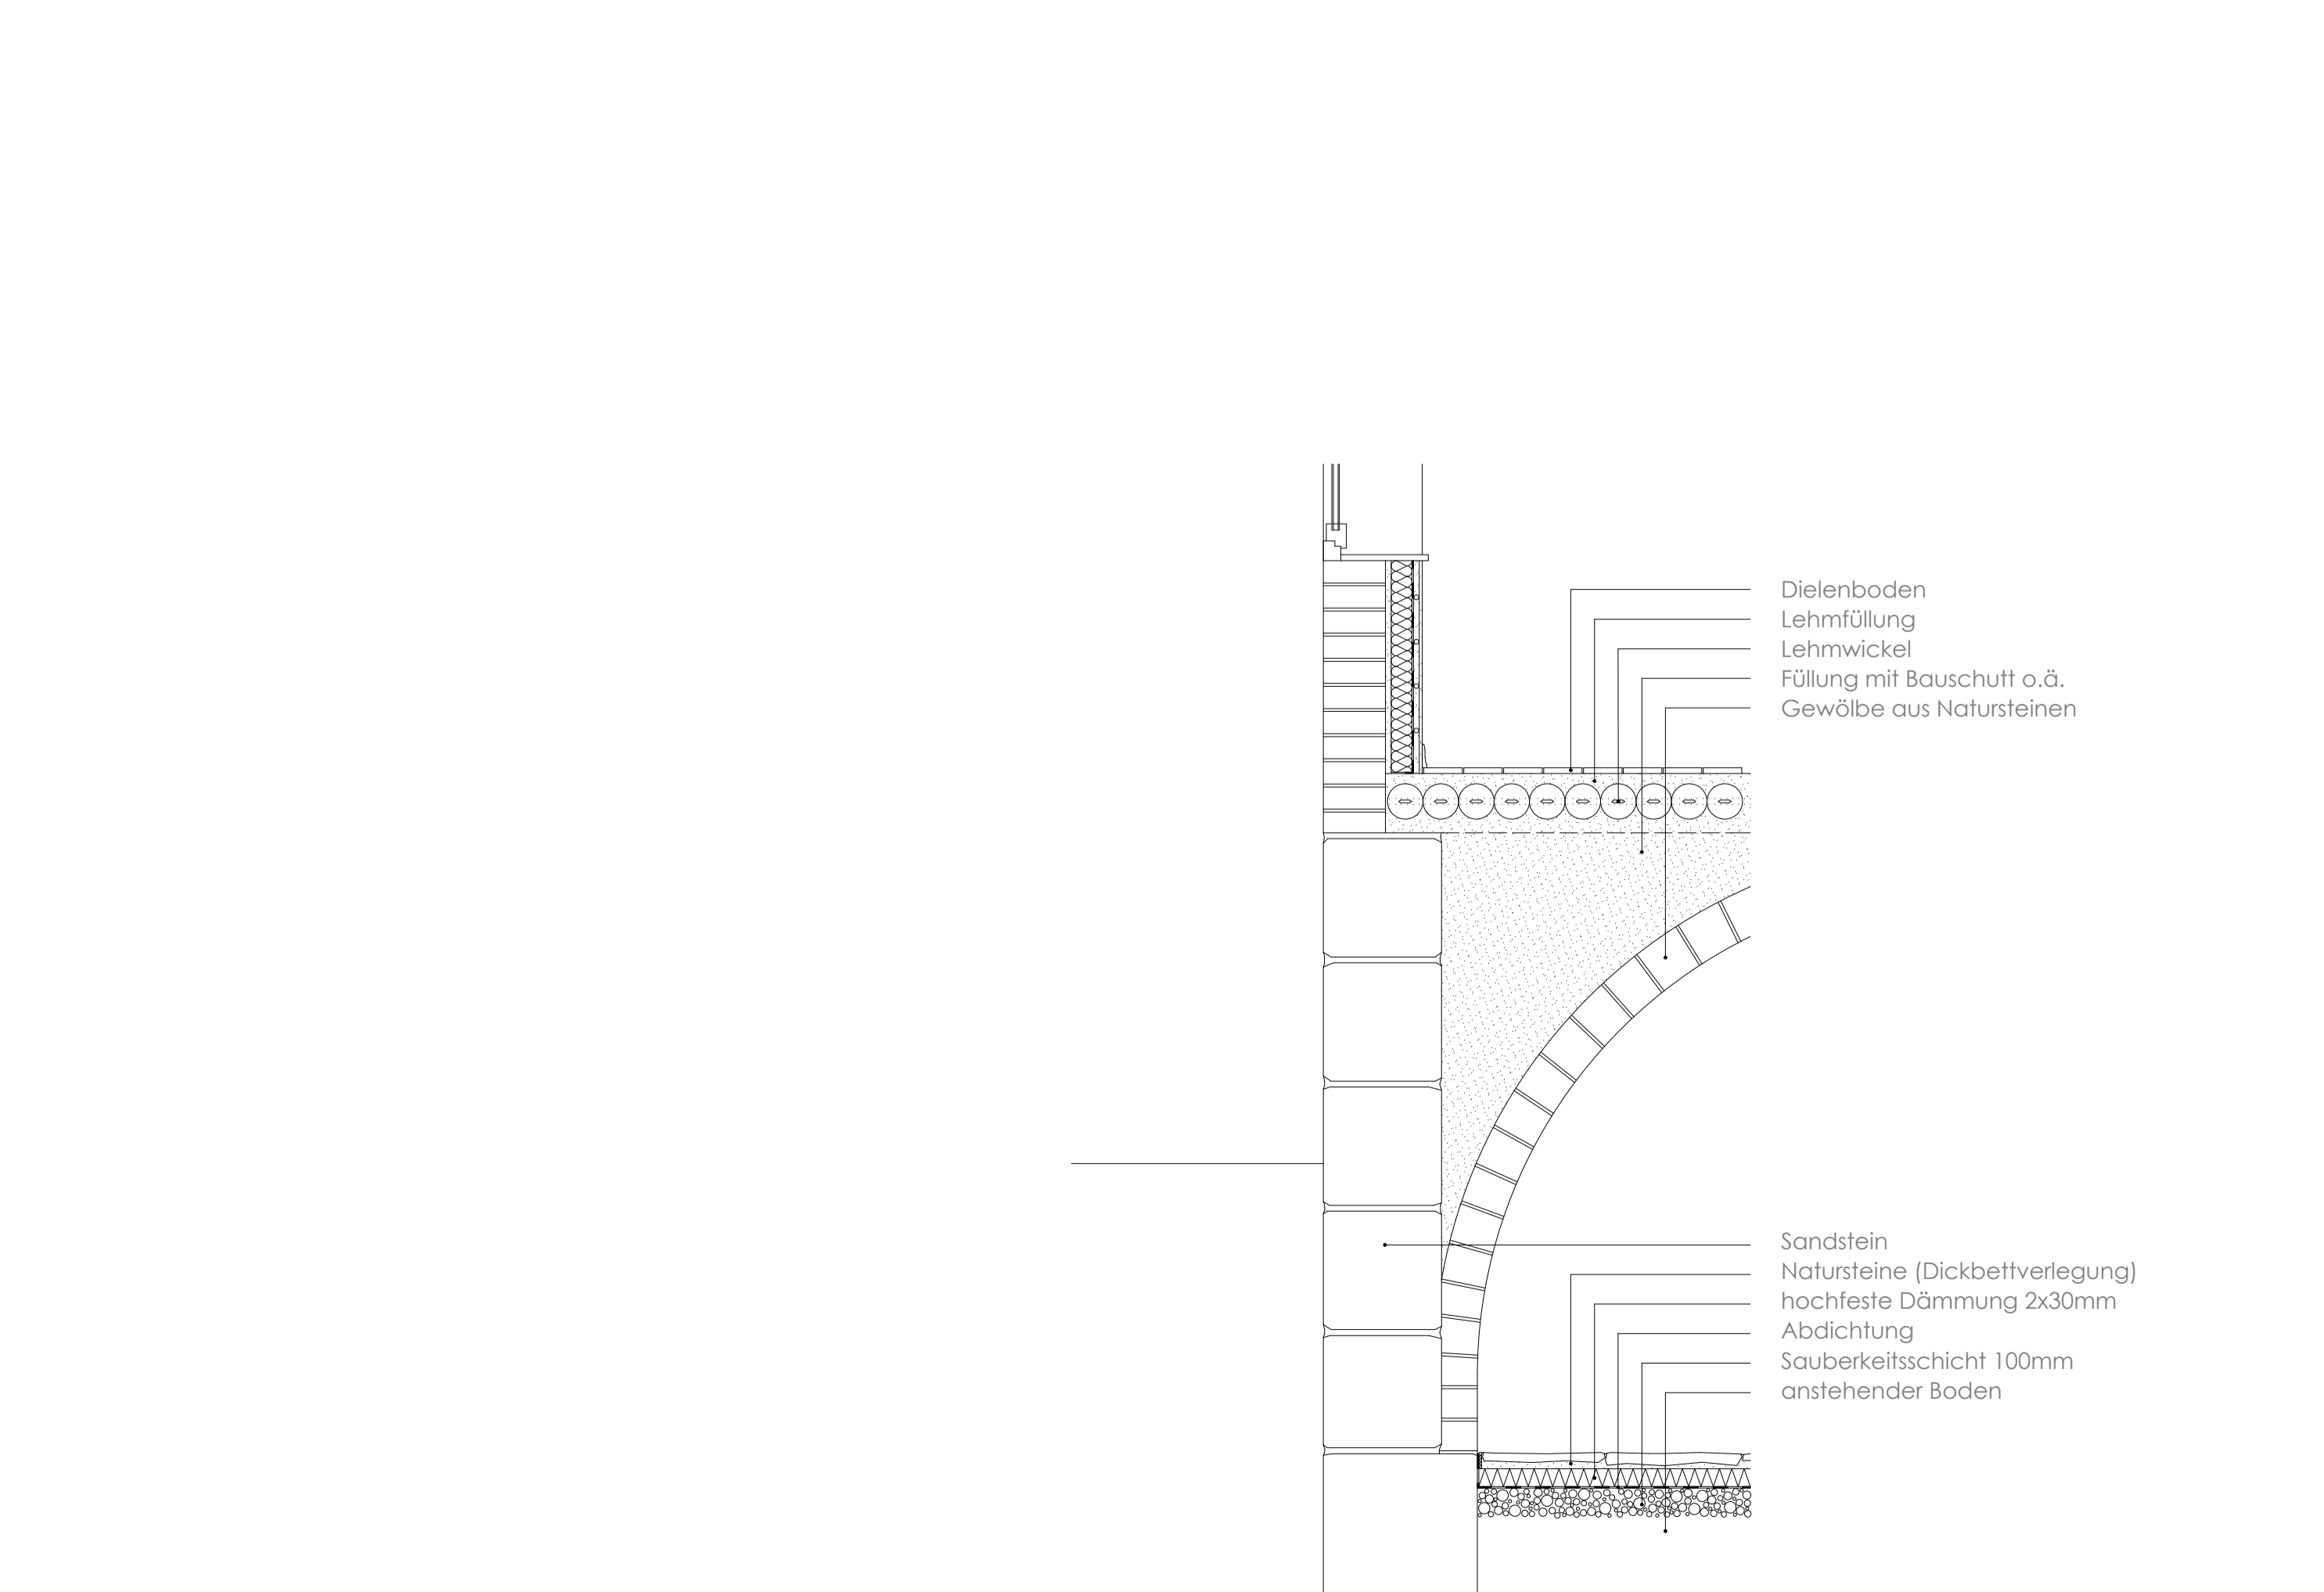 Dielenboden
Lehmfüllung
Lehmwickel
Füllung mit Bauschutt o.ä.
Gewölbe aus Natursteinen
Sandstein
Natursteine (Dickbettverlegung)
hochfeste Dämmung 2x30mm
Abdichtung
Sauberkeitsschicht 100mm
anstehender Boden